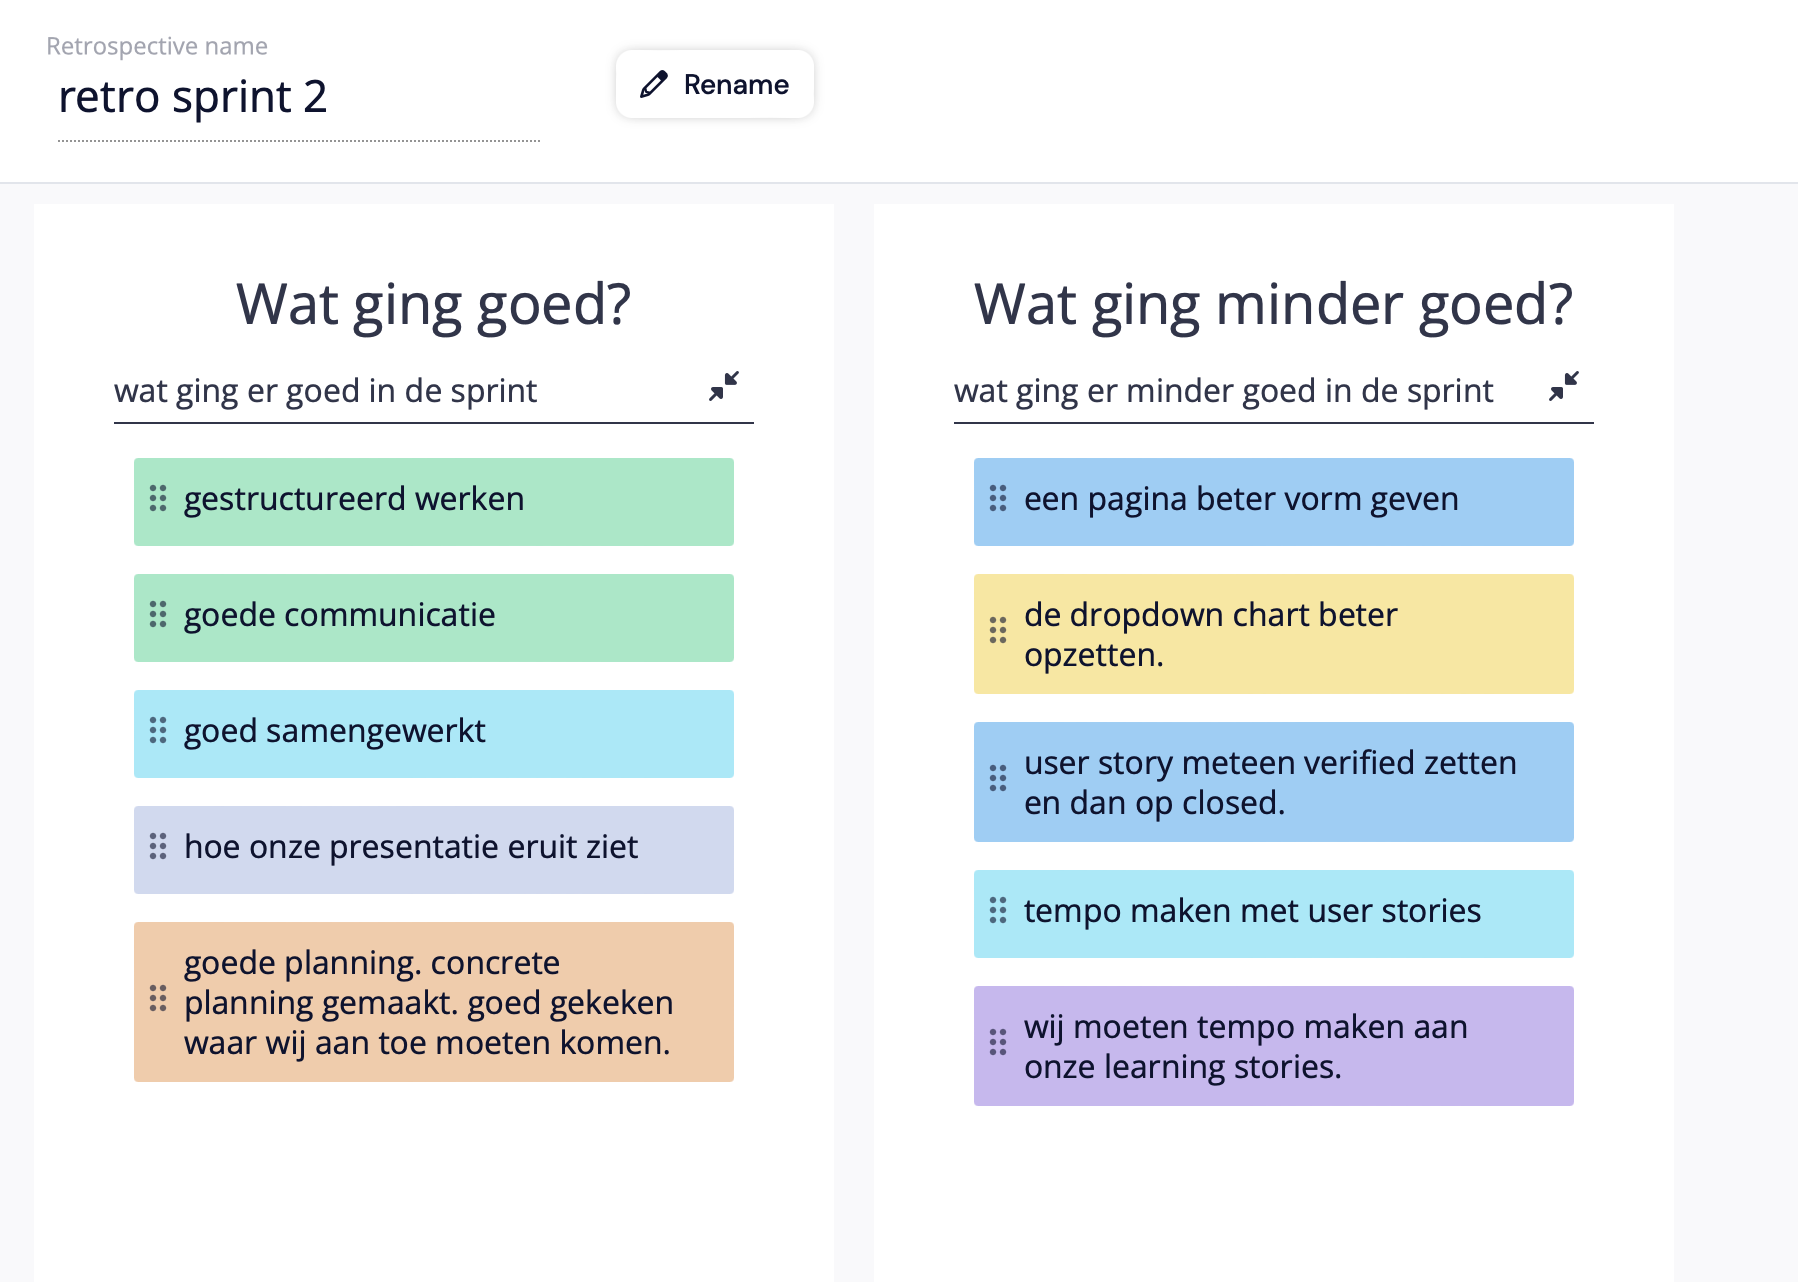 Retrospective name
retro sprint 2
Rename
Wat ging goed?
wat ging er goed in de sprint
gestructureerd werken
goede communicatie
goed samengewerkt
hoe onze presentatie eruit ziet
goede planning. concrete
planning gemaakt. goed gekeken
waar wij aan toe moeten komen.
Wat ging minder goed?
wat ging er minder goed in de sprint
een pagina beter vorm geven
de dropdown chart beter
opzetten.
user story meteen verified zetten
en dan op closed.
tempo maken met user stories
wij moeten tempo maken aan
onze learning stories.